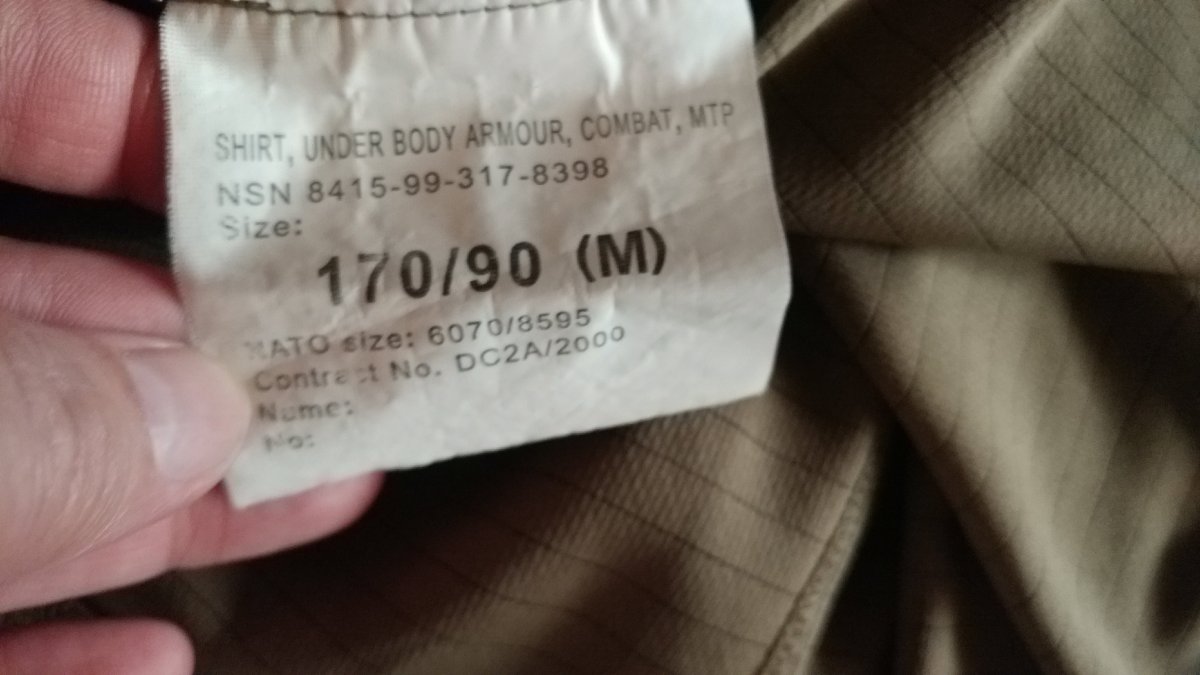 SHIRT, UNDER BODY ARMOUR, COMBAT, MTP
NSN 8415-99-317-8398
Size:
170/90 (M)
NATO size: 6070/8595
Contract No. DC2A/2000
Name:
No: